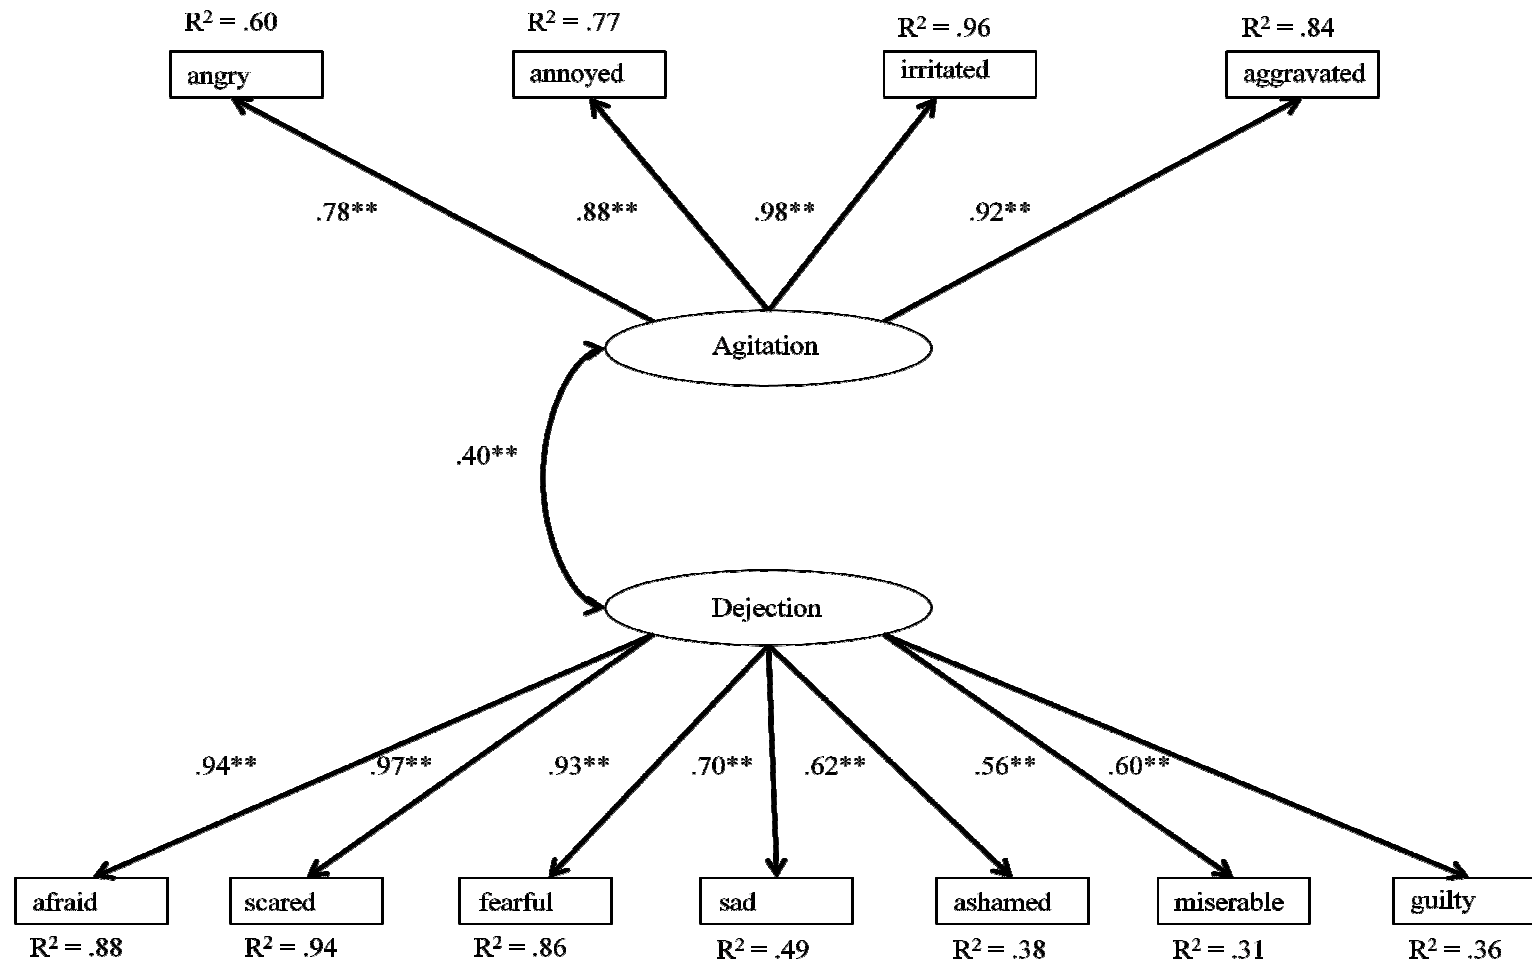 R² = .60
R² = .77
R² = .96
R² = .84
angry
annoyed
irritated
aggravated
.78**
.88**
.98**
.92**
Agitation
.40**
Dejection
.94**
.97**
.93**
.70**
.62**
.56**
.60**
afraid
scared
fearful
sad
ashamed
miserable
guilty
R² = .88
R² = .94
R² = .86
R² = .49
R² = .38
R² = .31
R² = .36